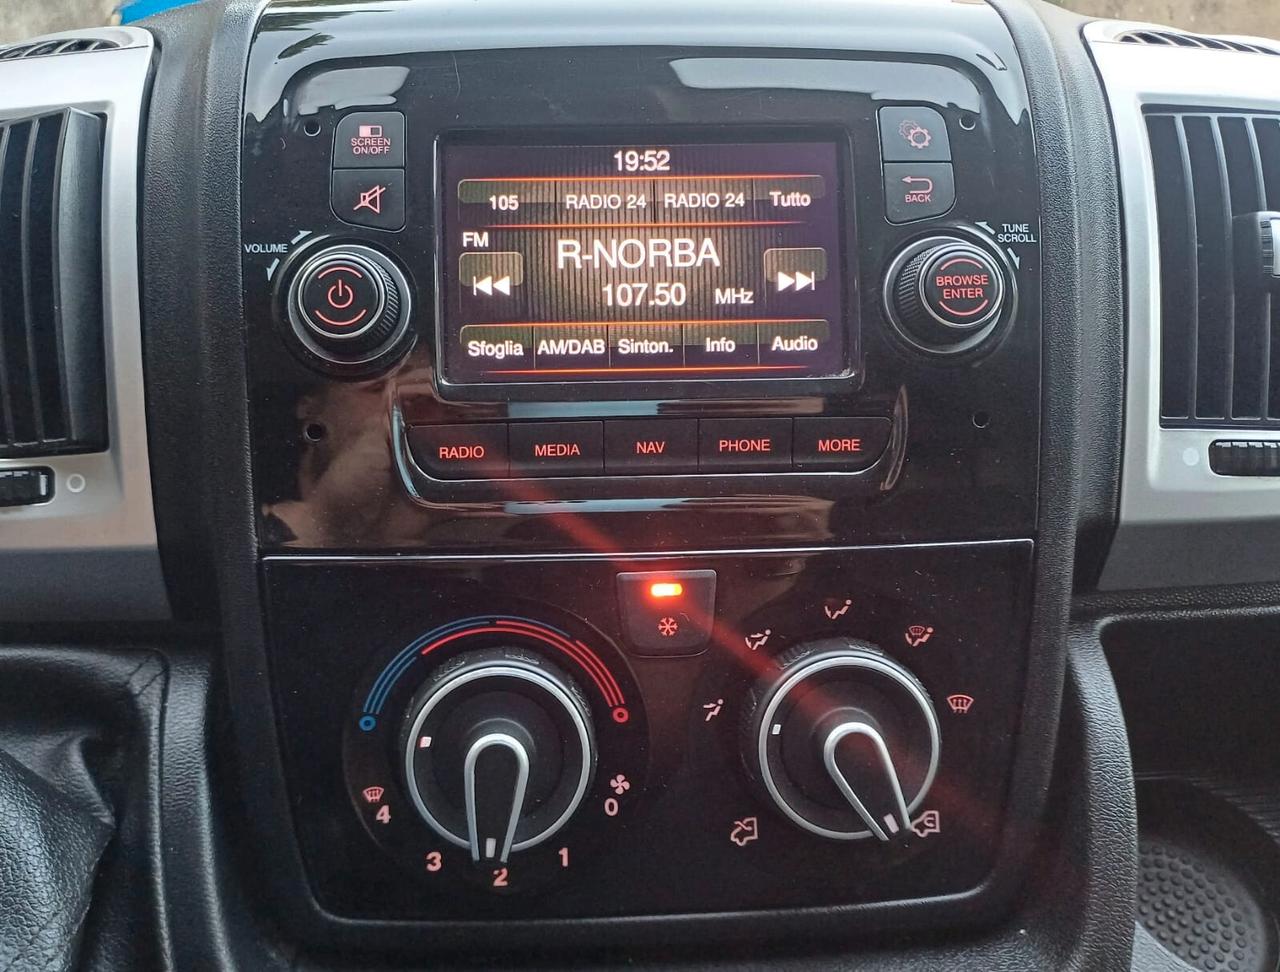 SCREEN
ON/OFF
VOLUME
19:52
105 RADIO 24 RADIO 24 Tutto
FM
R-NORBA
107.50 MHz
Sfoglia AM/DAB Sinton. Info Audio
BACK
TUNE
SCROLL
BROWSE
ENTER
RADIO MEDIA NAV PHONE MORE
4
3
2
1
0